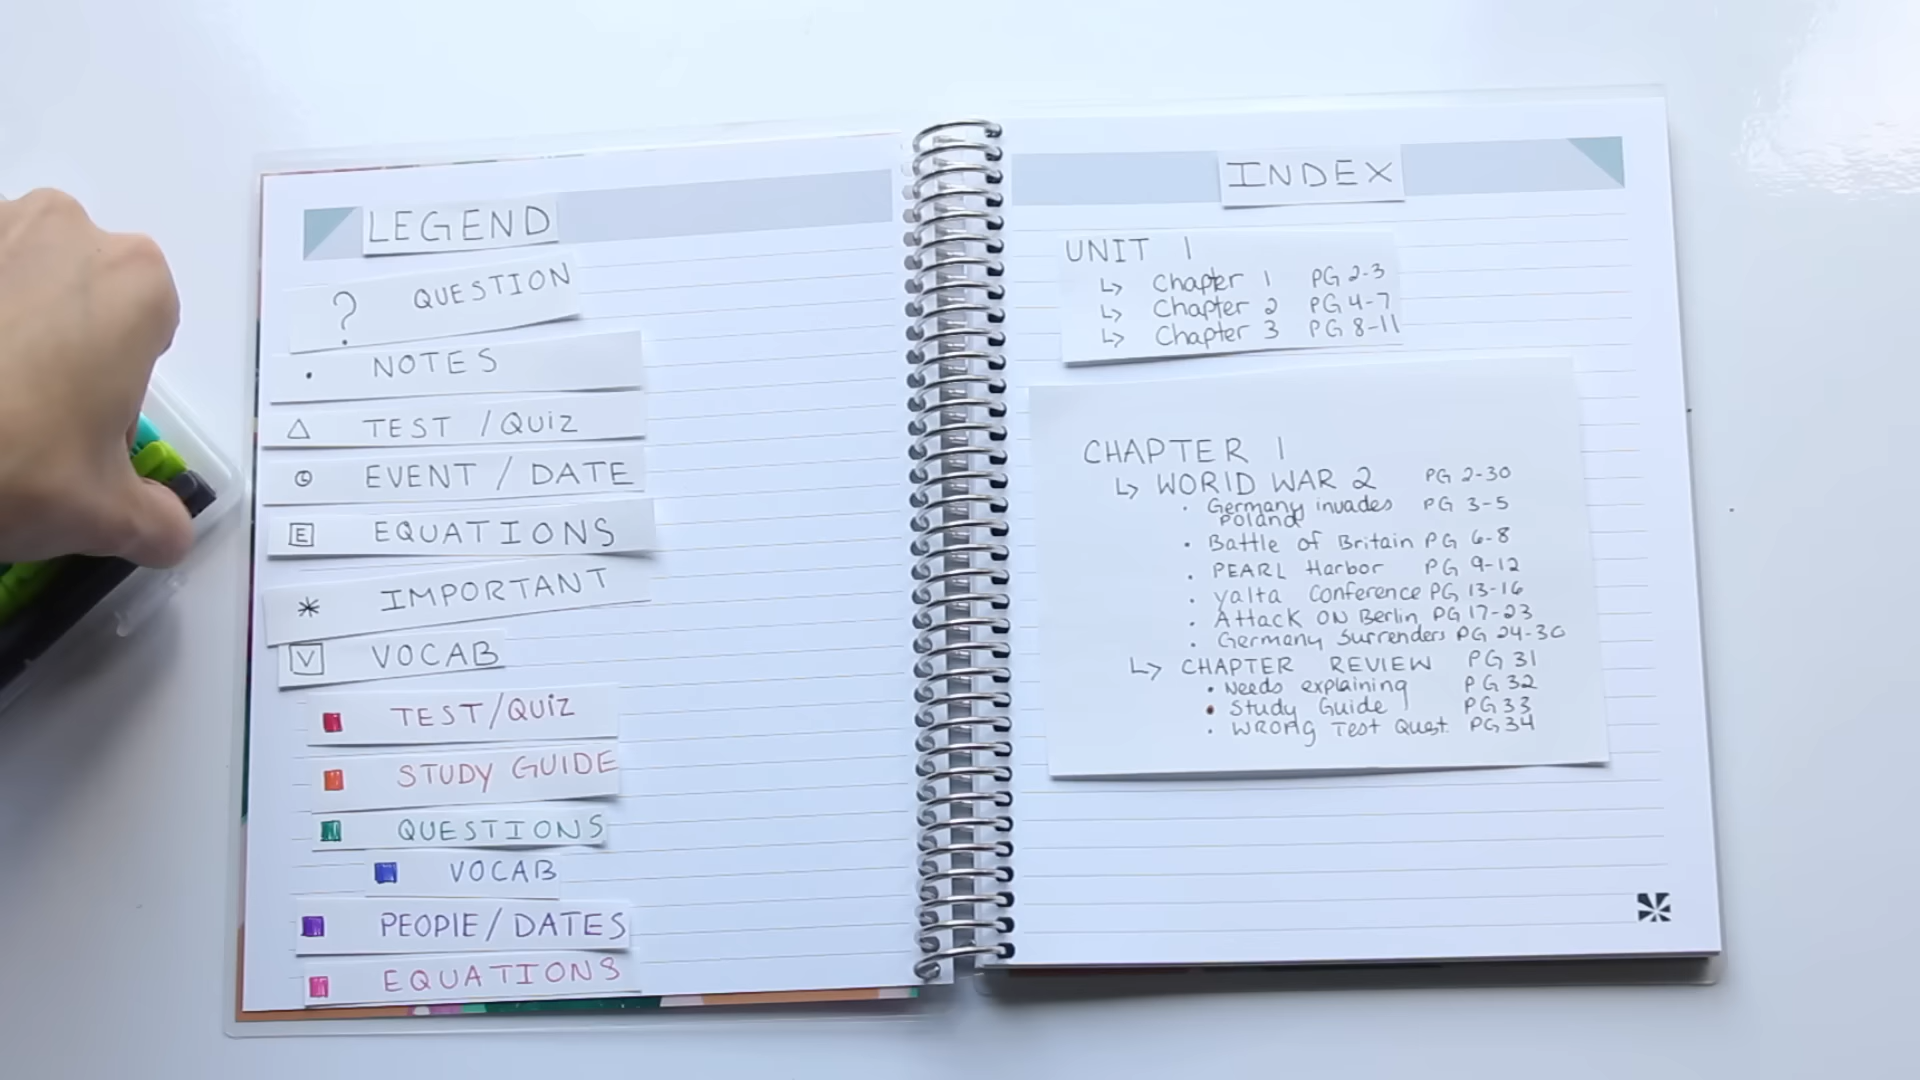 LEGEND
? QUESTION
• NOTES
△ TEST / QUIZ
EVENT / DATE
E EQUATIONS
* IMPORTANT
V VOCAB
TEST/QUIZ
STUDY GUIDE
QUESTIONS
VOCAB
PEOPlE/DATES
EQUATIONS
INDEX
UNIT 1
↳ Chapter 1 PG 2-3
↳ Chapter 2 PG 4-7
↳ Chapter 3 PG 8-11
CHAPTER 1
↳ WORlD WAR 2 PG 2-30
• Germany invades PG 3-5
Poland
• Battle of Britain PG 6-8
• PEARL Harbor PG 9-12
• Yalta Conference PG 13-16
• Attack ON Berlin PG 17-23
• Germany Surrenders PG 24-30
↳ CHAPTER REVIEW PG 31
• Needs explaining PG 32
• Study Guide PG 33
• WRONg Test Quest. PG 34